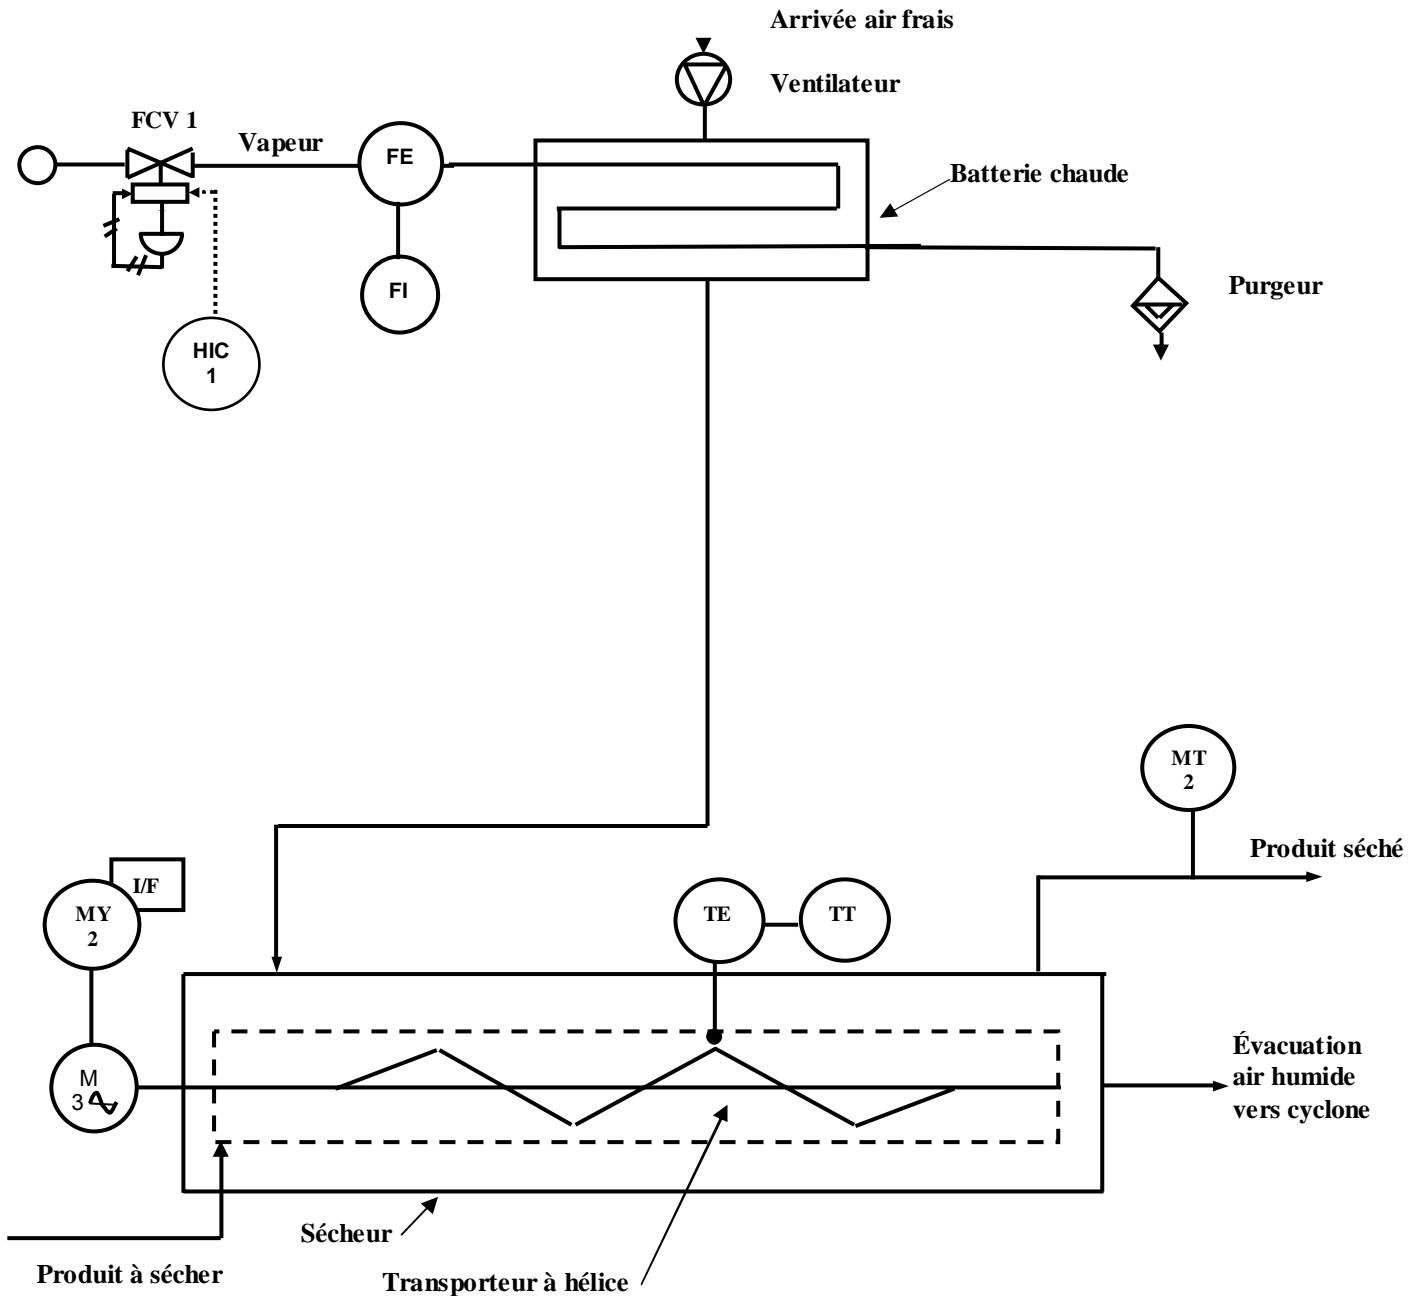 Arrivée air frais
Ventilateur
FCV 1
Vapeur
FE
Batterie chaude
FI
Purgeur
HIC
1
MT
2
Produit séché
I/F
MY
2
TE
TT
M
3
Évacuation
air humide
vers cyclone
Sécheur
Produit à sécher
Transporteur à hélice